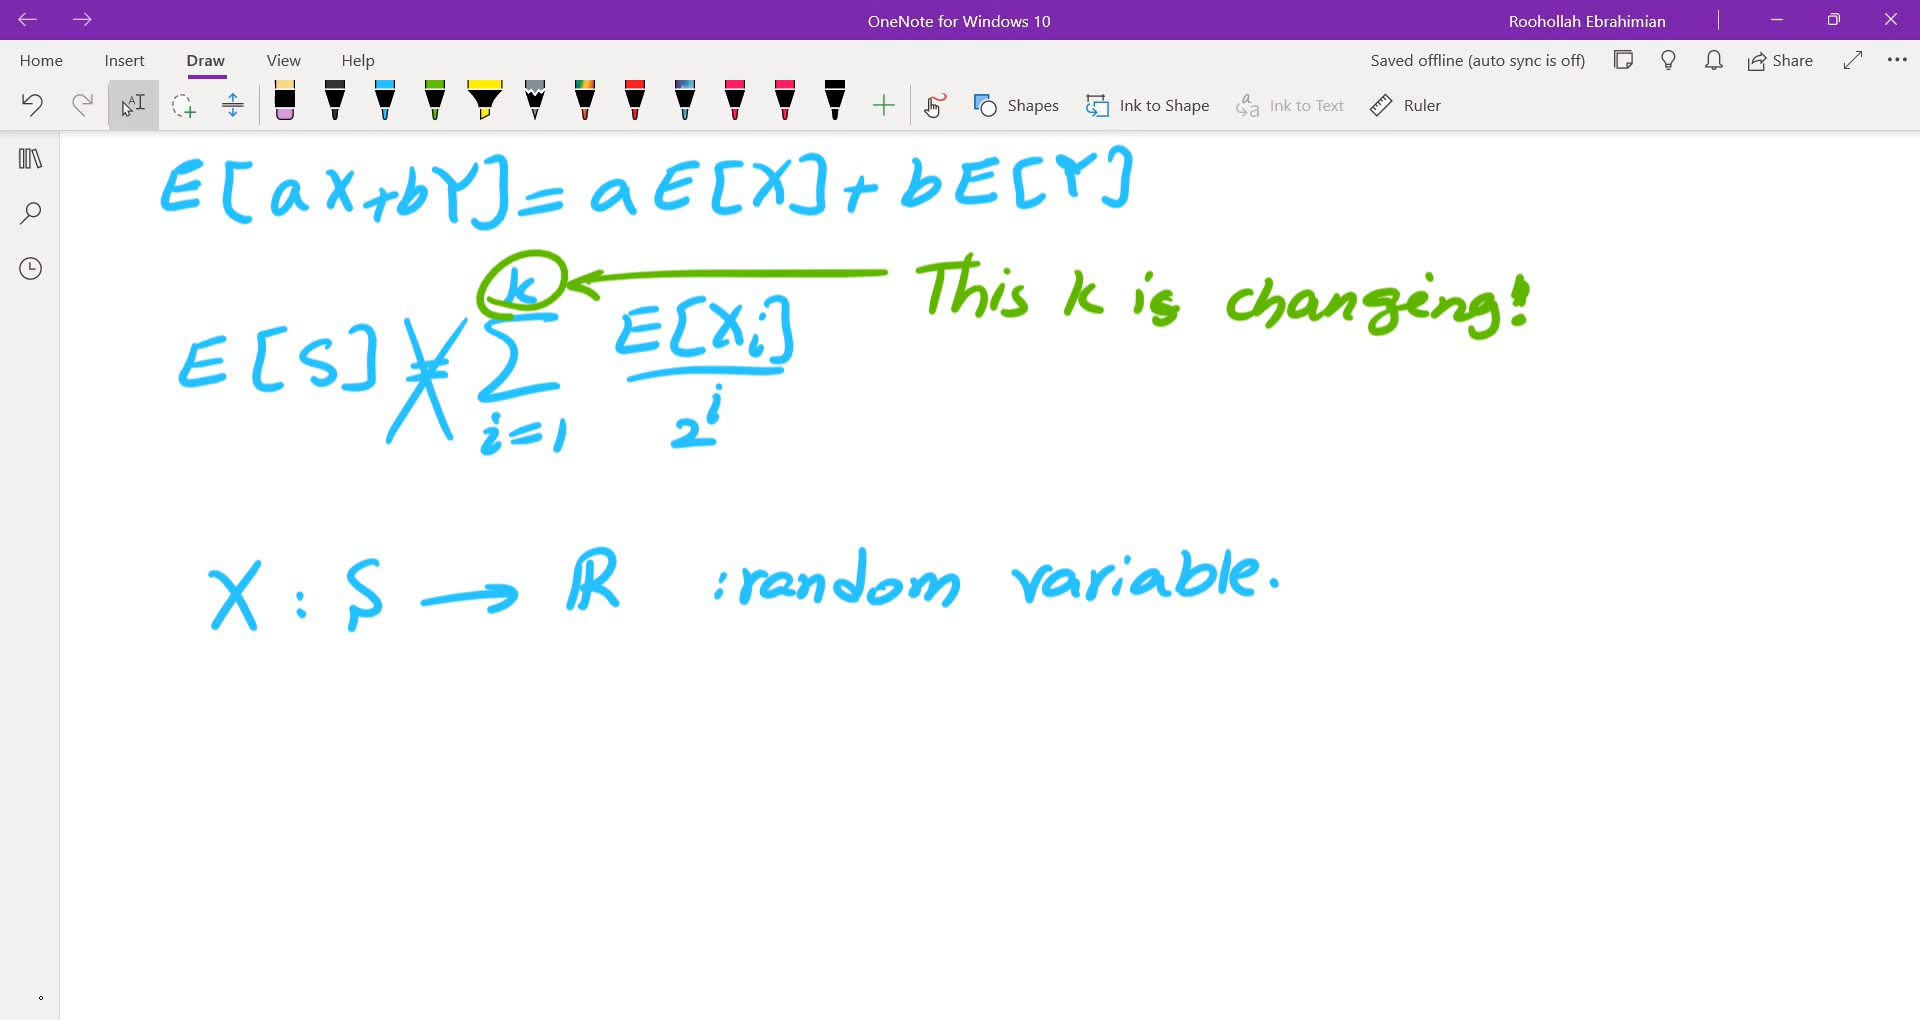 OneNote for Windows 10
Roohollah Ebrahimian
Home Insert Draw View Help
Saved offline (auto sync is off) Share
Shapes Ink to Shape Ink to Text Ruler
E[aX+bY]=aE[X]+bE[Y]
k
This k is changing!
E[S] ≠ ∑ E[Xi]
i=1 2^i
X : S → ℝ : random variable.